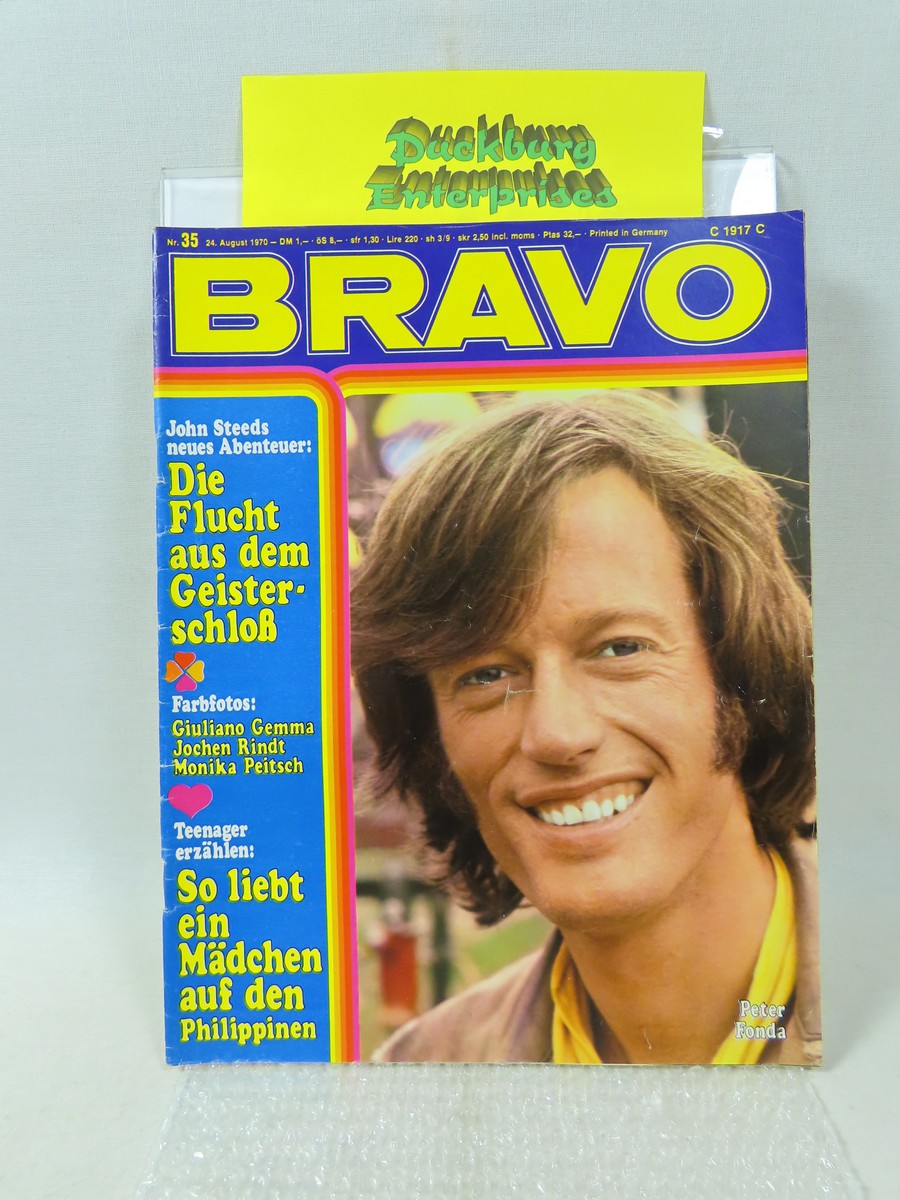 Duckburg
Enterprises
Nr. 35 24. August 1970 – DM 1,– · öS 8,– · sfr 1,30 · Lire 220 · sh 3/9 · skr 2,50 incl. moms · Ptas 32,– · Printed in Germany C 1917 C
BRAVO
John Steeds
neues Abenteuer:
Die
Flucht
aus dem
Geister-
schloß
Farbfotos:
Giuliano Gemma
Jochen Rindt
Monika Peitsch
Teenager
erzählen:
So liebt
ein
Mädchen
auf den
Philippinen
Peter
Fonda